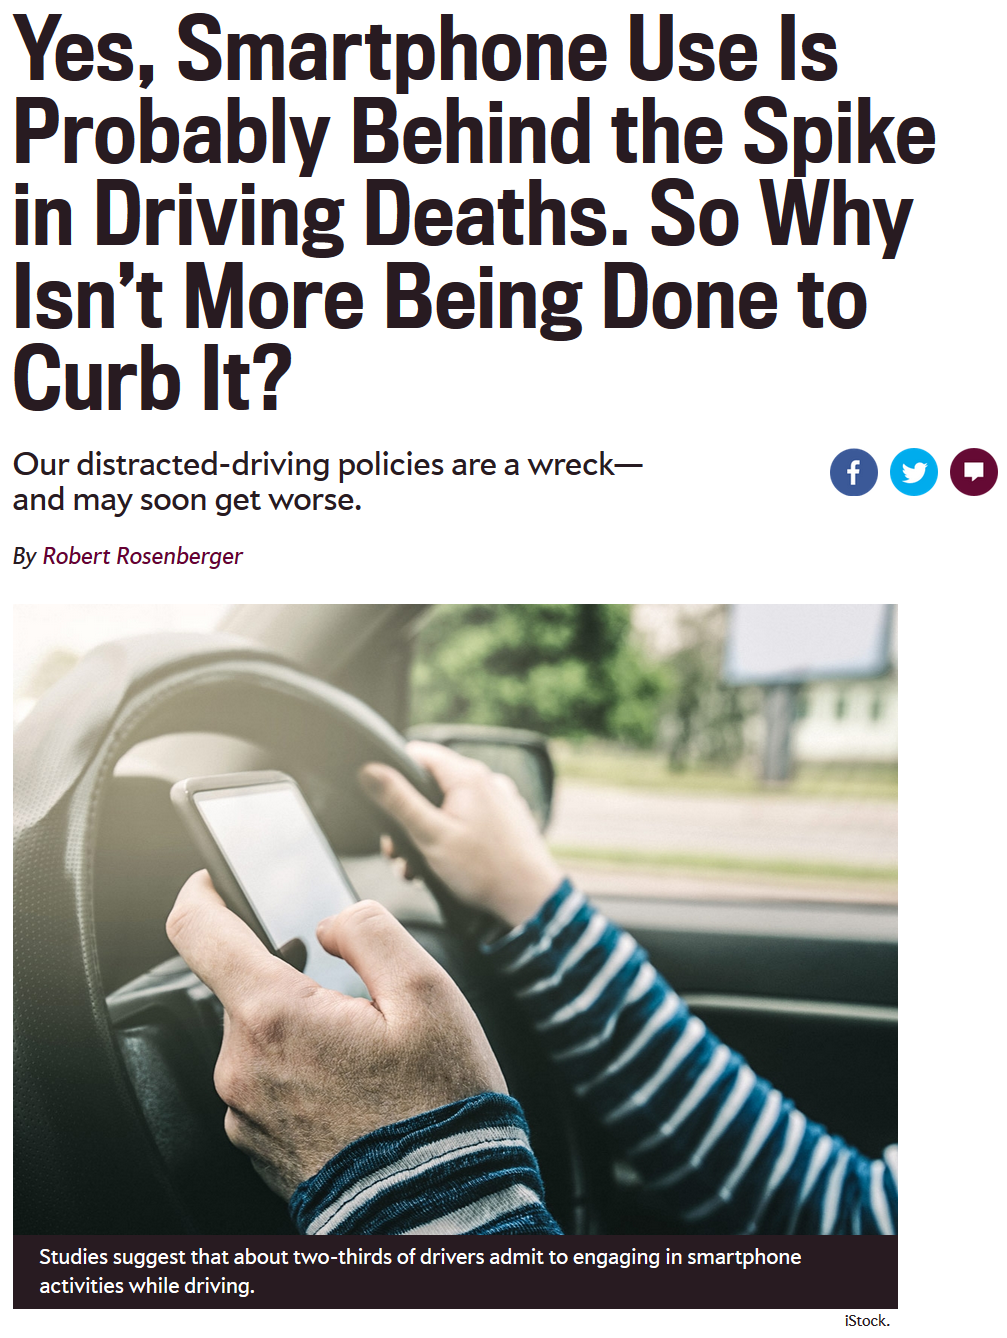 Yes, Smartphone Use Is
Probably Behind the Spike
in Driving Deaths. So Why
Isn’t More Being Done to
Curb It?
Our distracted-driving policies are a wreck—
and may soon get worse.
By Robert Rosenberger
Studies suggest that about two-thirds of drivers admit to engaging in smartphone
activities while driving.
iStock.